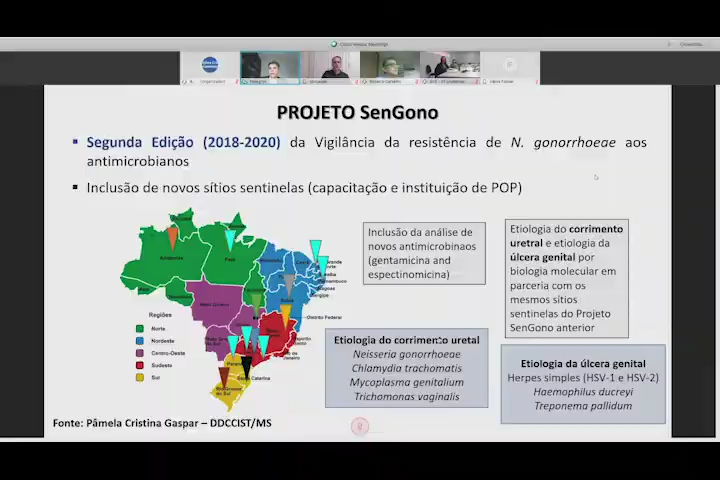 PROJETO SenGono
Segunda Edição (2018-2020) da Vigilância da resistência de N. gonorrhoeae aos
antimicrobianos
Inclusão de novos sítios sentinelas (capacitação e instituição de POP)
Inclusão da análise de
novos antimicrobinaos
(gentamicina and
espectinomicina)
Etiologia do corrimento
uretral e etiologia da
úlcera genital por
biologia molecular em
parceria com os
mesmos sítios
sentinelas do Projeto
SenGono anterior
Distrito Federal
Regiões
Norte
Nordeste
Centro-Oeste
Sudeste
Sul
Etiologia do corrimento uretral
Neisseria gonorrhoeae
Chlamydia trachomatis
Mycoplasma genitalium
Trichomonas vaginalis
Etiologia da úlcera genital
Herpes simples (HSV-1 e HSV-2)
Haemophilus ducreyi
Treponema pallidum
Fonte: Pâmela Cristina Gaspar – DDCCIST/MS